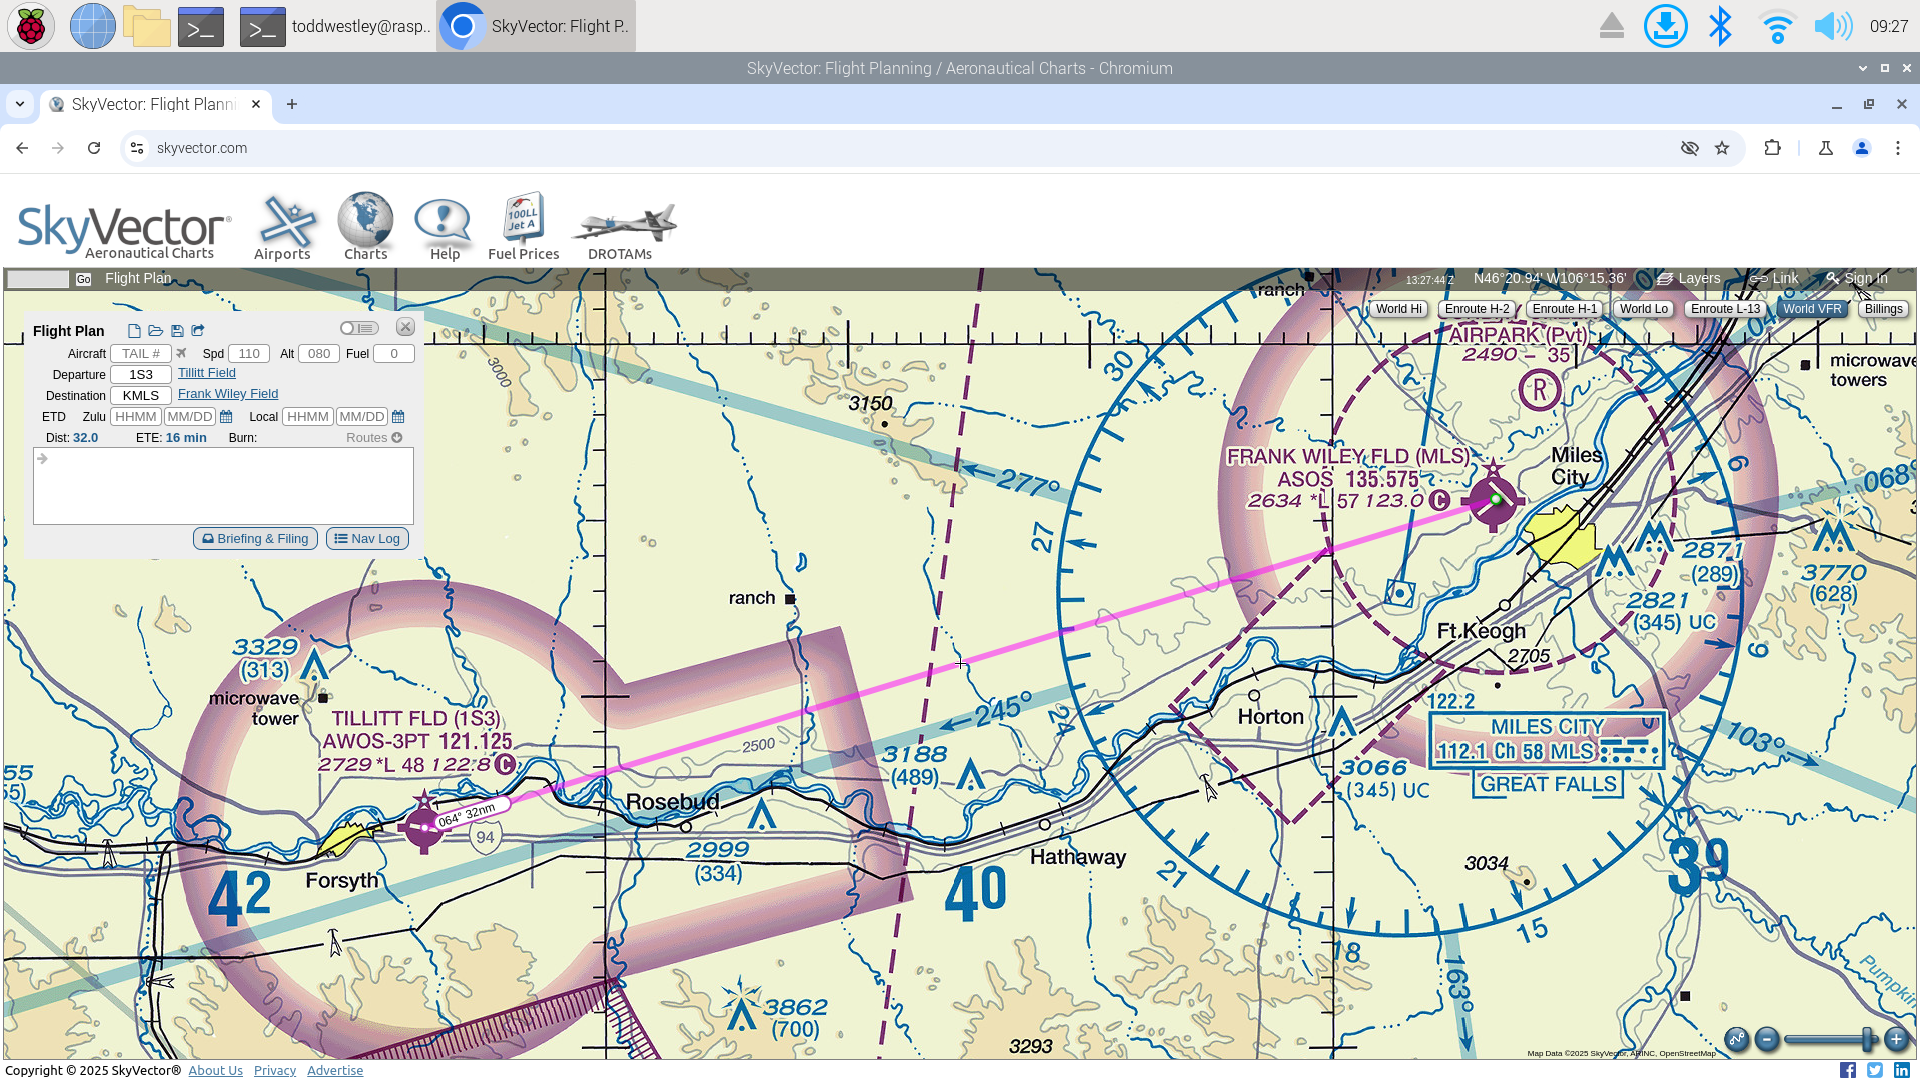 toddwestley@rasp..
SkyVector: Flight P..
09:27
SkyVector: Flight Planning / Aeronautical Charts - Chromium
SkyVector: Flight Planni
skyvector.com
SkyVector®
Aeronautical Charts
Airports
Charts
Help
100LL
Jet A
Fuel Prices
DROTAMs
Go
Flight Plan
13:27:44 Z
N46°20.94' W106°15.36'
Layers
Link
Sign In
World Hi
Enroute H-2
Enroute H-1
World Lo
Enroute L-13
World VFR
Billings
Flight Plan
Aircraft TAIL # Spd 110 Alt 080 Fuel 0
Departure 1S3 Tillitt Field
Destination KMLS Frank Wiley Field
ETD Zulu HHMM MM/DD Local HHMM MM/DD
Dist: 32.0 ETE: 16 min Burn: Routes
Briefing & Filing
Nav Log
ranch
AIRPARK (Pvt)
2490 - 35
R
microwave
towers
3000
3150
30
277°
FRANK WILEY FLD (MLS)
ASOS 135.575
2634 *L 57 123.0 C
Miles
City
068°
27
2871
(289)
3770
(628)
2821
(345) UC
ranch
Ft.Keogh
2705
3329
(313)
microwave
tower
TILLITT FLD (1S3)
AWOS-3PT 121.125
2729 *L 48 122.8 C
2500
245°
24
Horton
122.2
MILES CITY
112.1 Ch 58 MLS
GREAT FALLS
103°
3188
(489)
3066
(345) UC
55
55)
064° 32nm
94
Rosebud
2999
(334)
Hathaway
Forsyth
42
40
39
21
3034
18
15
163°
3862
(700)
3293
Pumpkin
Map Data ©2025 SkyVector, ARINC, OpenStreetMap
Copyright © 2025 SkyVector® About Us Privacy Advertise